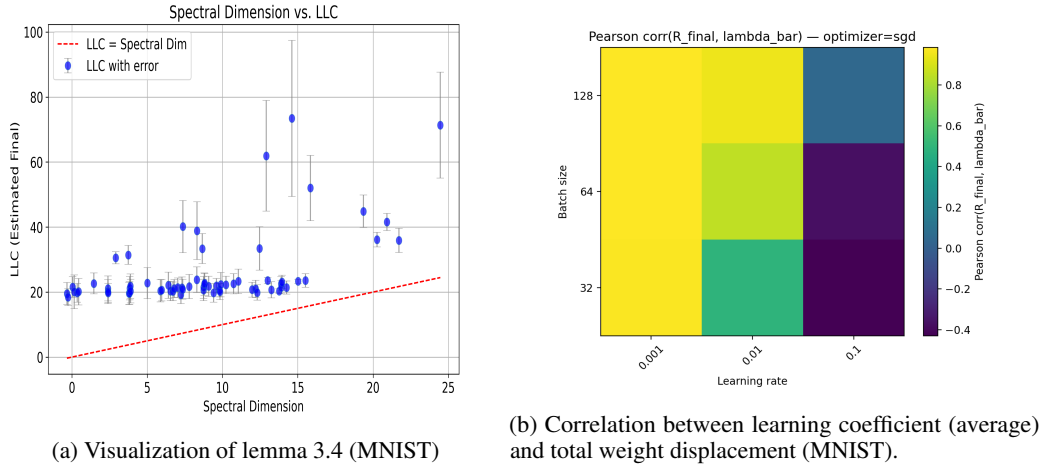 Spectral Dimension vs. LLC
LLC = Spectral Dim
LLC with error
LLC (Estimated Final)
100
80
60
40
20
0
0 5 10 15 20 25
Spectral Dimension
(a) Visualization of lemma 3.4 (MNIST)
Pearson corr(R_final, lambda_bar) — optimizer=sgd
Batch size
128
64
32
0.001 0.01 0.1
Learning rate
0.8
0.6
0.4
0.2
0.0
−0.2
−0.4
Pearson corr(R_final, lambda_bar)
(b) Correlation between learning coefficient (average)
and total weight displacement (MNIST).